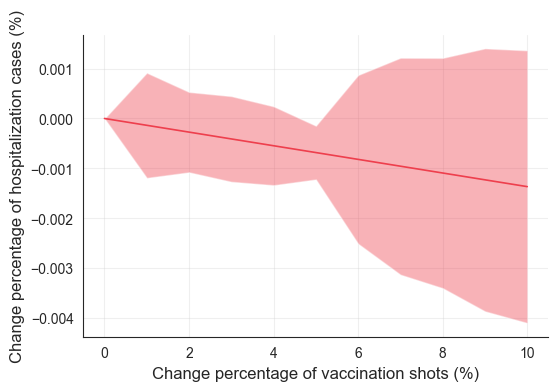 Change percentage of hospitalization cases (%)
0.001
0.000
−0.001
−0.002
−0.003
−0.004
0 2 4 6 8 10
Change percentage of vaccination shots (%)